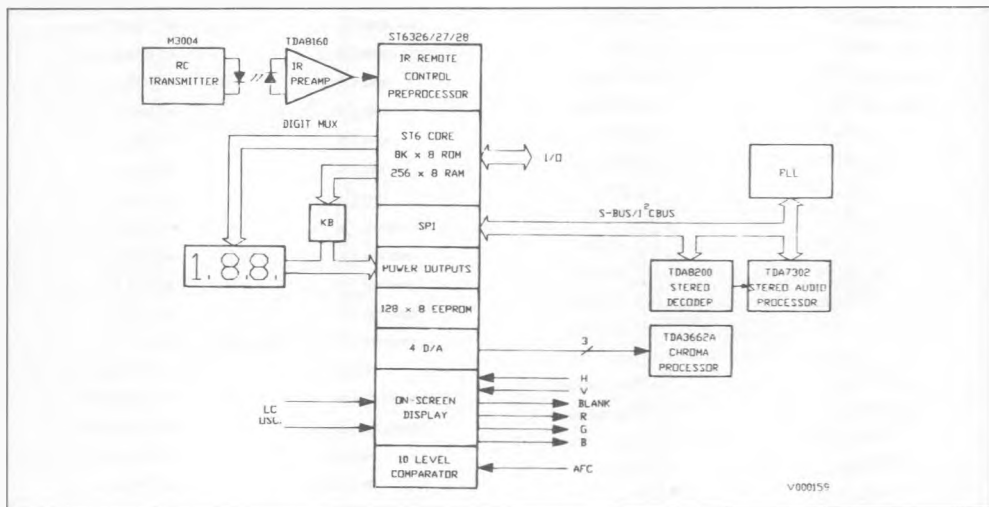 M3004
RC
TRANSMITTER
TDA8160
IR
PREAMP
ST6326/27/28
IR REMOTE
CONTROL
PREPROCESSOR
DIGIT MUX
ST6 CORE
8K x 8 ROM
256 x 8 RAM
I/O
KB
1.8.8.
SPI
S-BUS/I²CBUS
PLL
POWER OUTPUTS
128 x 8 EEPROM
TDA8200
STEREO
DECODER
TDA7302
STEREO AUDIO
PROCESSOR
4 D/A
3
TDA3662A
CHROMA
PROCESSOR
LC
OSC.
ON-SCREEN
DISPLAY
H
V
BLANK
R
G
B
10 LEVEL
COMPARATOR
AFC
V000159